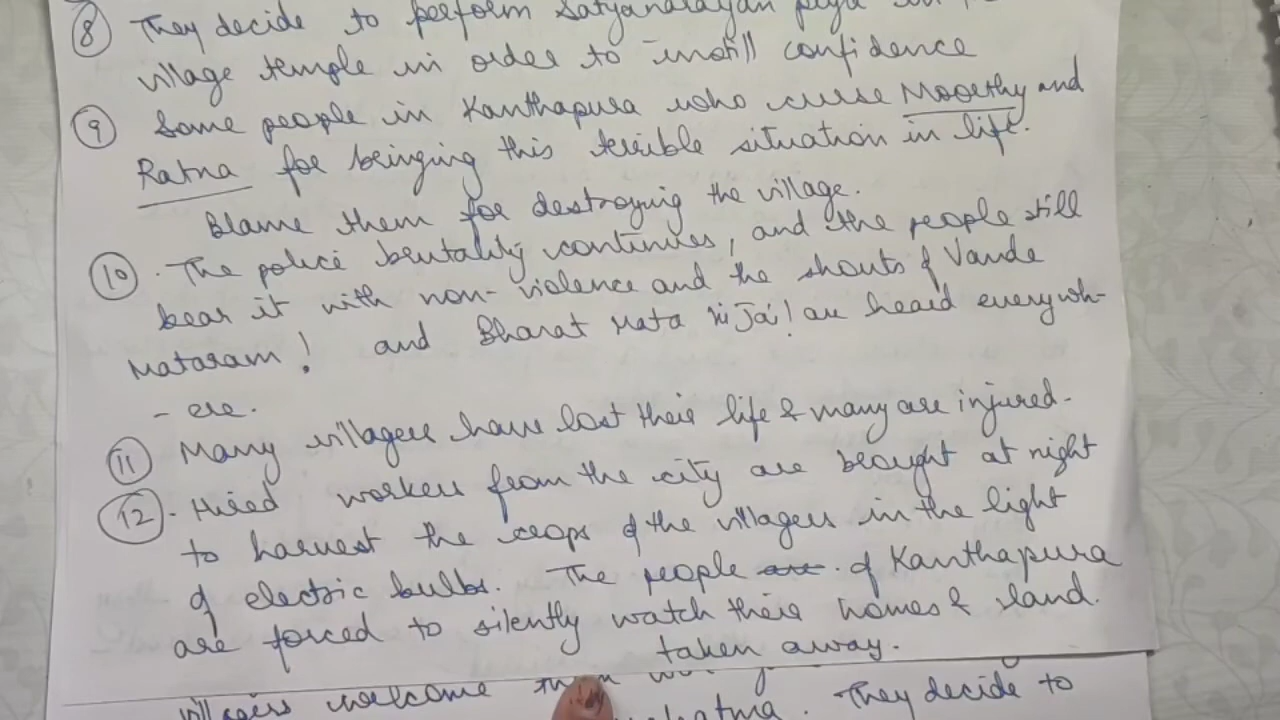 ⑧ They decide to perform Satyanarayan puja in
village temple in order to instill confidence
⑨ Some people in Kanthapura who curse Moorthy and
Ratna for bringing this terrible situation in life.
Blame them for destroying the village.
⑩ . The police brutality continues, and the people still
bear it with non-violence and the shouts of Vande
Mataram! and Bharat Mata ki Jai! are heard everywh-
- ere.
⑪ Many villagers have lost their life & many are injured.
⑫ . Hired workers from the city are brought at night
to harvest the crops of the villagers in the light
of electric bulbs. The people are . of Kanthapura
are forced to silently watch their homes & land.
taken away.
villagers welcome them
They decide to